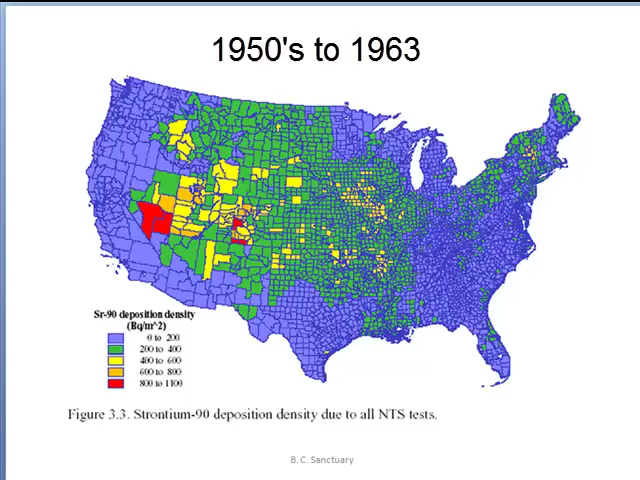 1950's to 1963
Sr-90 deposition density
(Bq/m^2)
0 to 200
200 to 400
400 to 600
600 to 800
800 to 1100
Figure 3.3. Strontium-90 deposition density due to all NTS tests.
B. C. Sanctuary